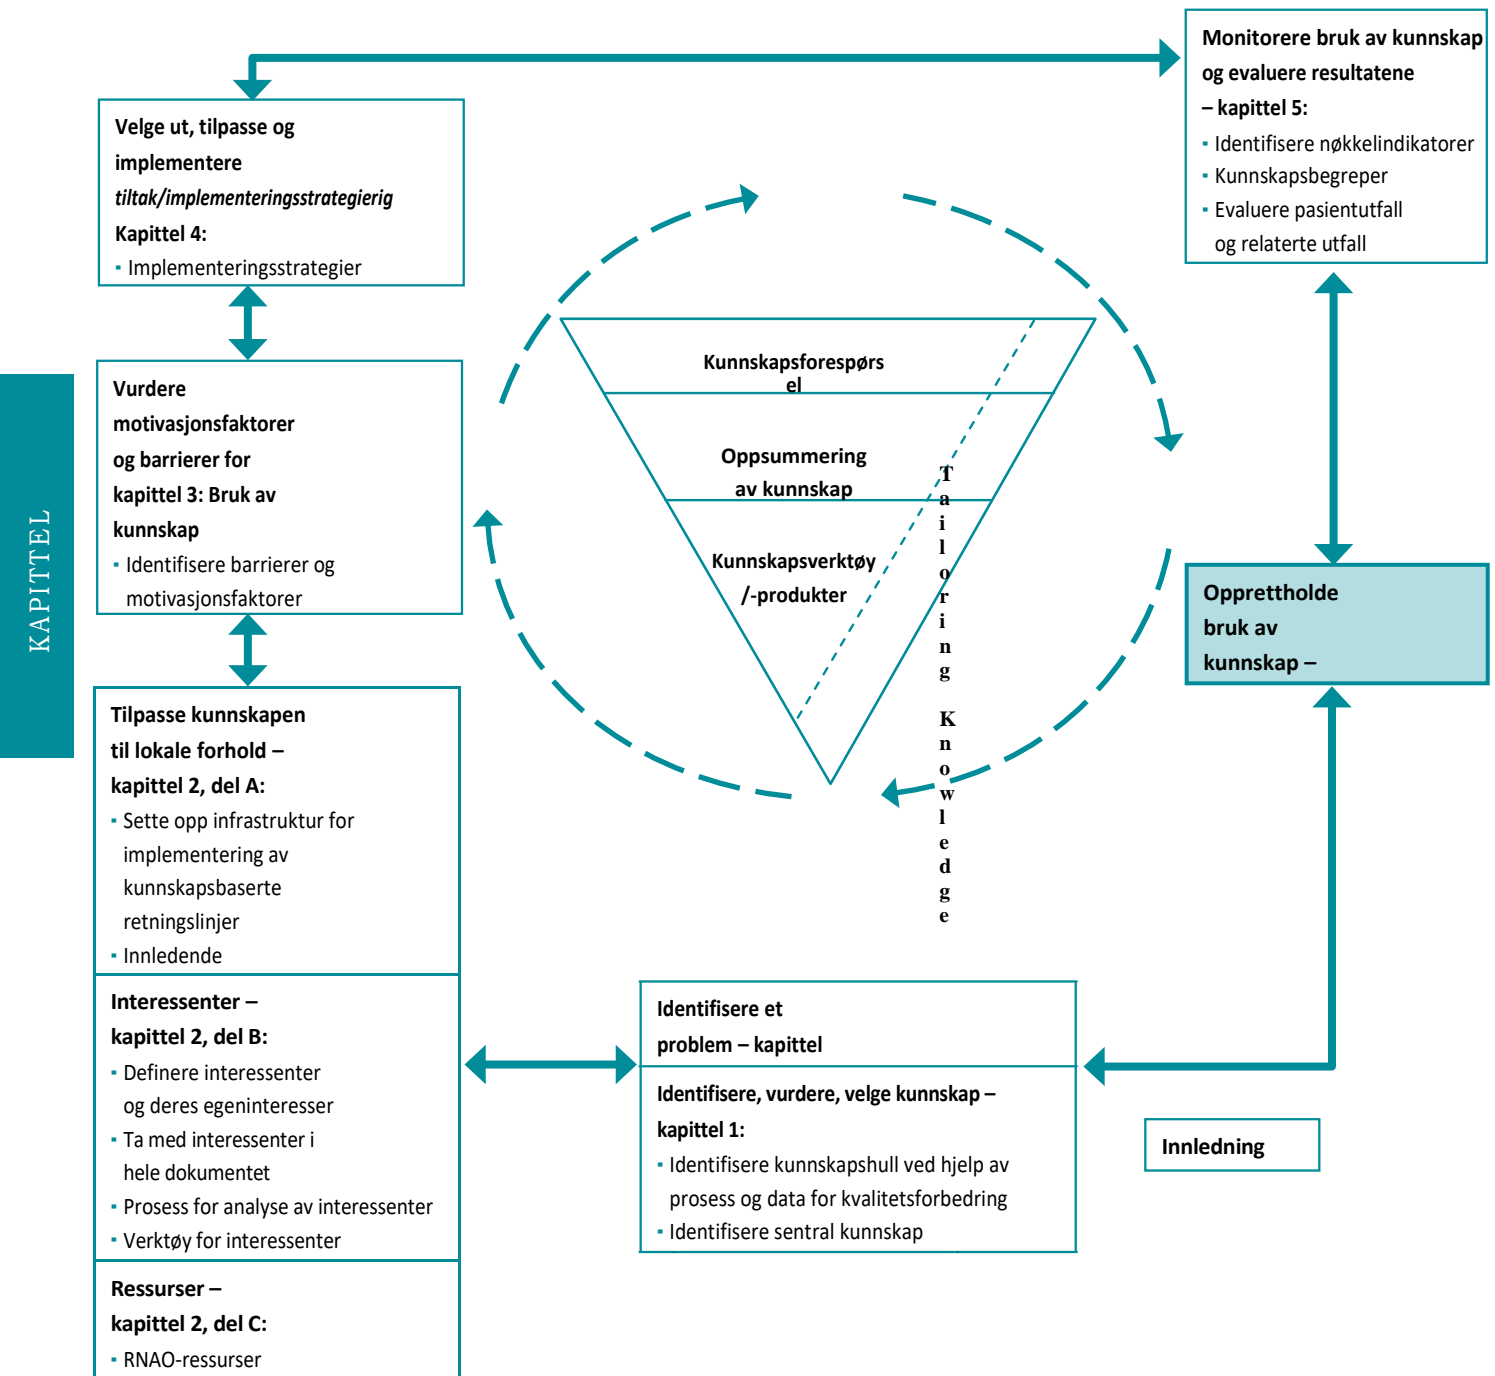 Monitorere bruk av kunnskap
og evaluere resultatene
– kapittel 5:
▪ Identifisere nøkkelindikatorer
▪ Kunnskapsbegreper
▪ Evaluere pasientutfall
og relaterte utfall
Velge ut, tilpasse og
implementere
tiltak/implementeringsstrategierig
Kapittel 4:
▪ Implementeringsstrategier
Vurdere
motivasjonsfaktorer
og barrierer for
kapittel 3: Bruk av
kunnskap
▪ Identifisere barrierer og
motivasjonsfaktorer
KAPITTEL
Kunnskapsforespørs
el
Oppsummering
av kunnskap
Kunnskapsverktøy
/-produkter
Tailoring Knowledge
Opprettholde
bruk av
kunnskap –
Tilpasse kunnskapen
til lokale forhold –
kapittel 2, del A:
▪ Sette opp infrastruktur for
implementering av
kunnskapsbaserte
retningslinjer
▪ Innledende
Interessenter –
kapittel 2, del B:
▪ Definere interessenter
og deres egeninteresser
▪ Ta med interessenter i
hele dokumentet
▪ Prosess for analyse av interessenter
▪ Verktøy for interessenter
Ressurser –
kapittel 2, del C:
▪ RNAO-ressurser
Identifisere et
problem – kapittel
Identifisere, vurdere, velge kunnskap –
kapittel 1:
▪ Identifisere kunnskapshull ved hjelp av
prosess og data for kvalitetsforbedring
▪ Identifisere sentral kunnskap
Innledning